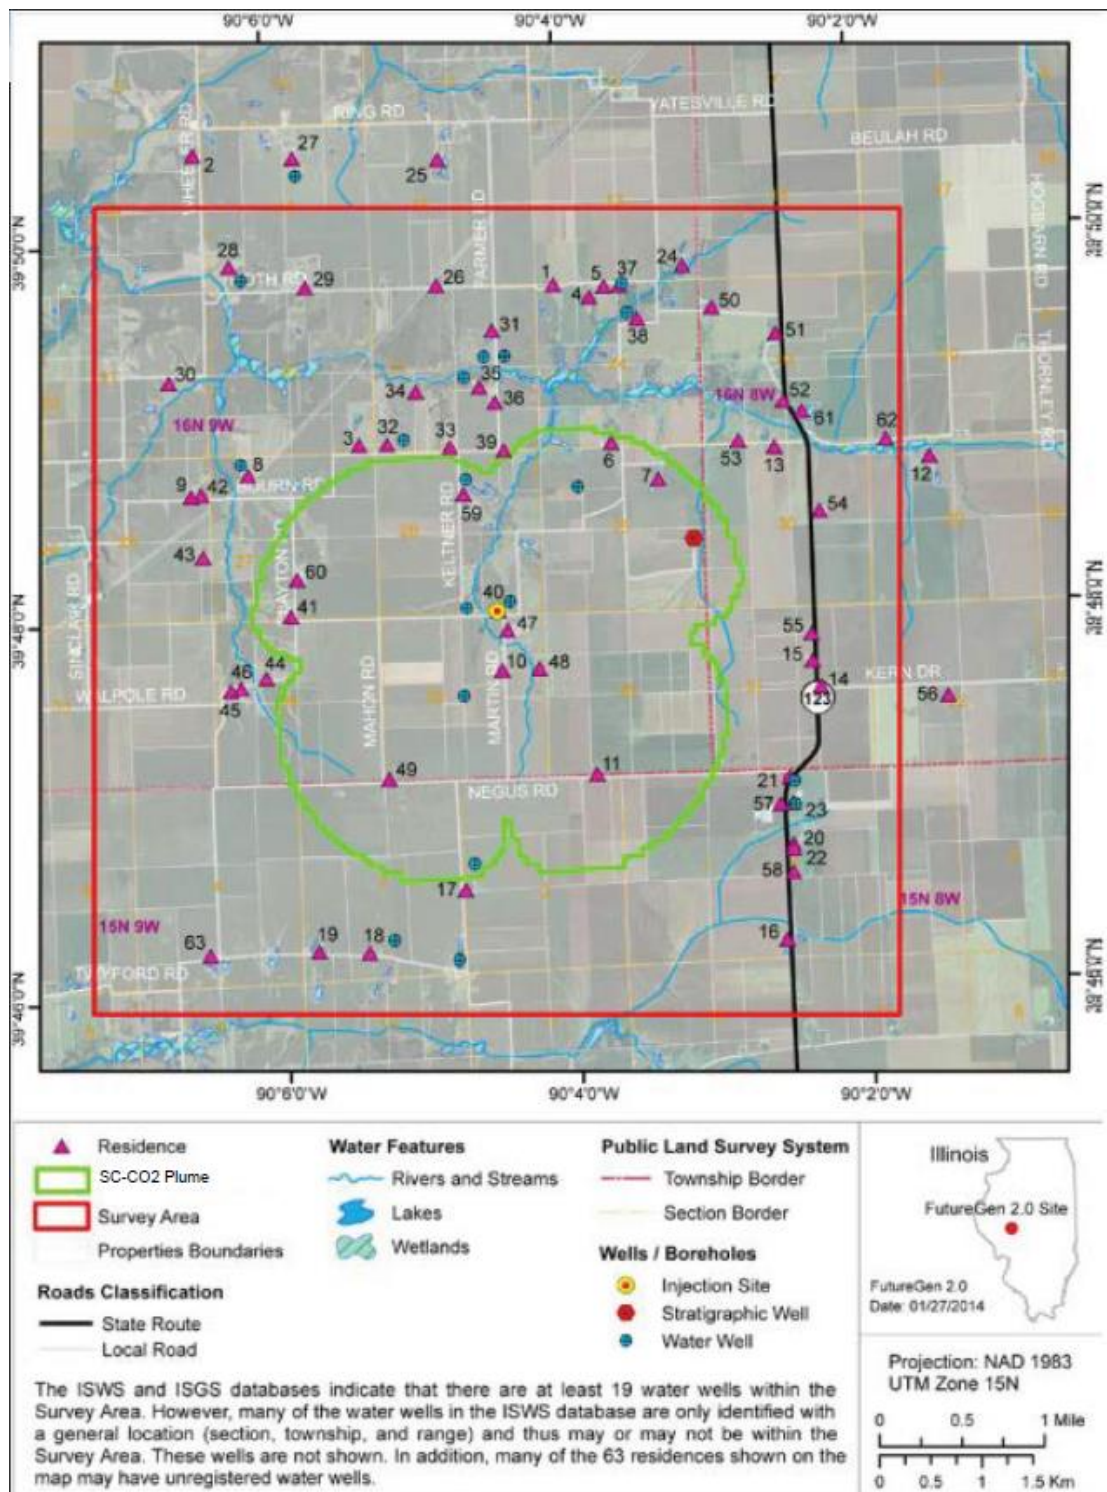 90°6'0"W 90°4'0"W 90°2'0"W
RING RD
YATESVILLE RD
BEULAH RD
27
2
25
39°50'0"N
28
29
26
1
5
37
24
4
38
50
31
51
30
34
35
36
16N 8W
52
61
62
16N 9W
3
32
33
39
6
53
13
12
8
7
9
42
59
54
KELTNER RD
43
60
40
41
39°48'0"N
47
55
SINCLAIR RD
15
44
10
48
46
14
KERN DR
WALPOLE RD
45
MAHON RD
MARTIN RD
123
56
HOGBARN RD
THORNLEY RD
49
11
21
NEGUS RD
57
23
20
22
58
17
15N 8W
15N 9W
16
63
19
18
TWYFORD RD
39°46'0"N
90°6'0"W 90°4'0"W 90°2'0"W
Residence
SC-CO2 Plume
Survey Area
Properties Boundaries
Roads Classification
State Route
Local Road
Water Features
Rivers and Streams
Lakes
Wetlands
Public Land Survey System
Township Border
Section Border
Wells / Boreholes
Injection Site
Stratigraphic Well
Water Well
Illinois
FutureGen 2.0 Site
FutureGen 2.0
Date: 01/27/2014
Projection: NAD 1983
UTM Zone 15N
0 0.5 1 Mile
0 0.5 1 1.5 Km
The ISWS and ISGS databases indicate that there are at least 19 water wells within the
Survey Area. However, many of the water wells in the ISWS database are only identified with
a general location (section, township, and range) and thus may or may not be within the
Survey Area. These wells are not shown. In addition, many of the 63 residences shown on the
map may have unregistered water wells.